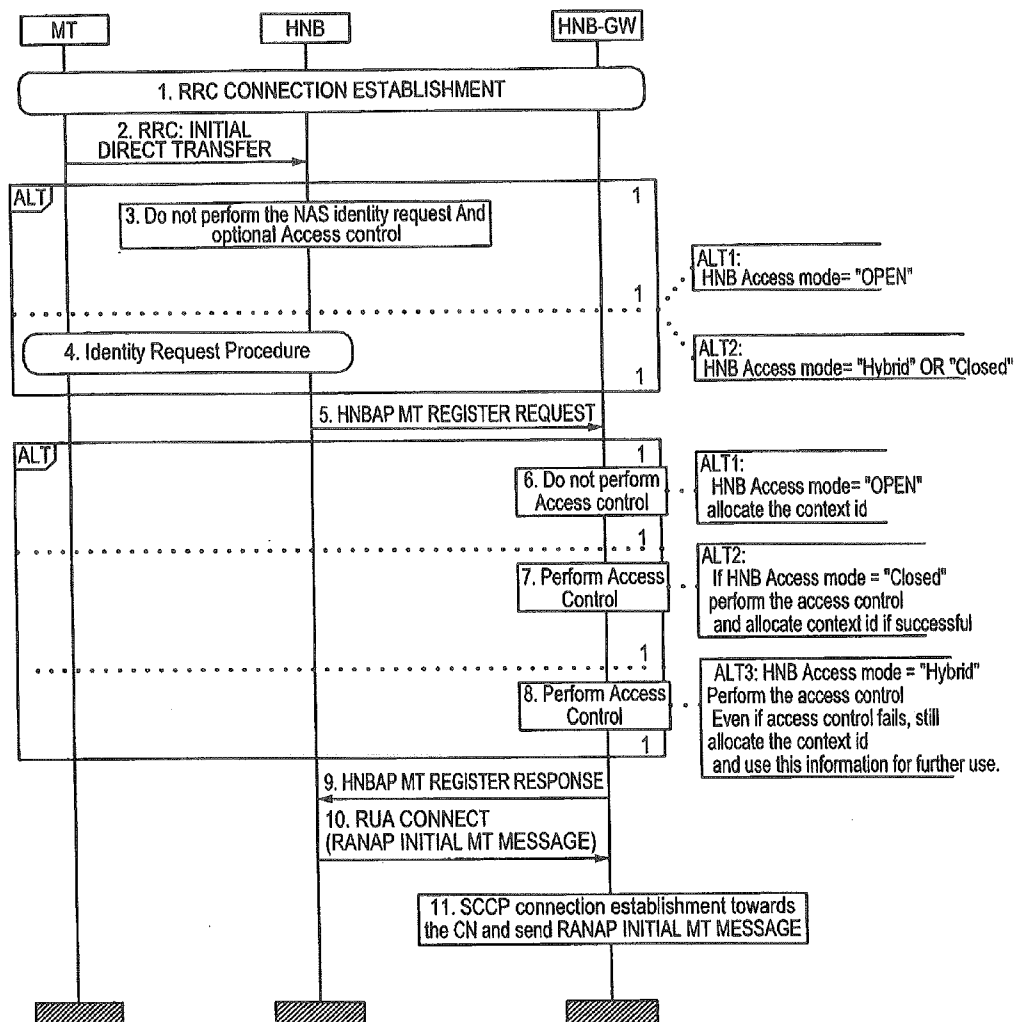 MT
HNB
HNB-GW
1. RRC CONNECTION ESTABLISHMENT
2. RRC: INITIAL
DIRECT TRANSFER
ALT
1
3. Do not perform the NAS identity request And
optional Access control
ALT1:
HNB Access mode= "OPEN"
1
4. Identity Request Procedure
ALT2:
HNB Access mode= "Hybrid" OR "Closed"
1
5. HNBAP MT REGISTER REQUEST
ALT
1
6. Do not perform
Access control
ALT1:
HNB Access mode= "OPEN"
allocate the context id
1
7. Perform Access
Control
ALT2:
If HNB Access mode = "Closed"
perform the access control
and allocate context id if successful
1
8. Perform Access
Control
ALT3: HNB Access mode = "Hybrid"
Perform the access control
Even if access control fails, still
allocate the context id
and use this information for further use.
1
9. HNBAP MT REGISTER RESPONSE
10. RUA CONNECT
(RANAP INITIAL MT MESSAGE)
11. SCCP connection establishment towards
the CN and send RANAP INITIAL MT MESSAGE